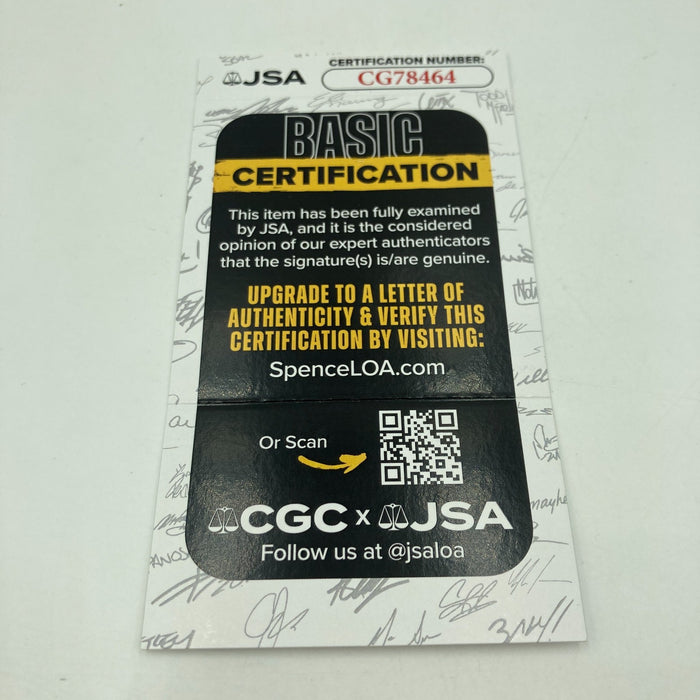 JSA
CERTIFICATION NUMBER:
CG78464
BASIC
CERTIFICATION
This item has been fully examined
by JSA, and it is the considered
opinion of our expert authenticators
that the signature(s) is/are genuine.
UPGRADE TO A LETTER OF
AUTHENTICITY & VERIFY THIS
CERTIFICATION BY VISITING:
SpenceLOA.com
Or Scan
CGC x JSA
Follow us at @jsaloa